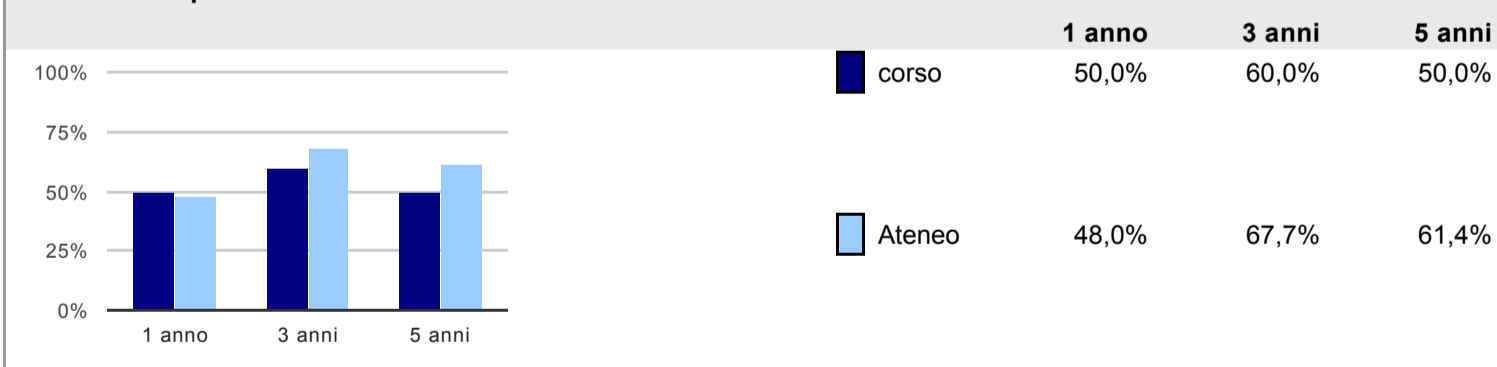 1 anno 3 anni 5 anni
100%
75%
50%
25%
0%
1 anno 3 anni 5 anni
corso 50,0% 60,0% 50,0%
Ateneo 48,0% 67,7% 61,4%